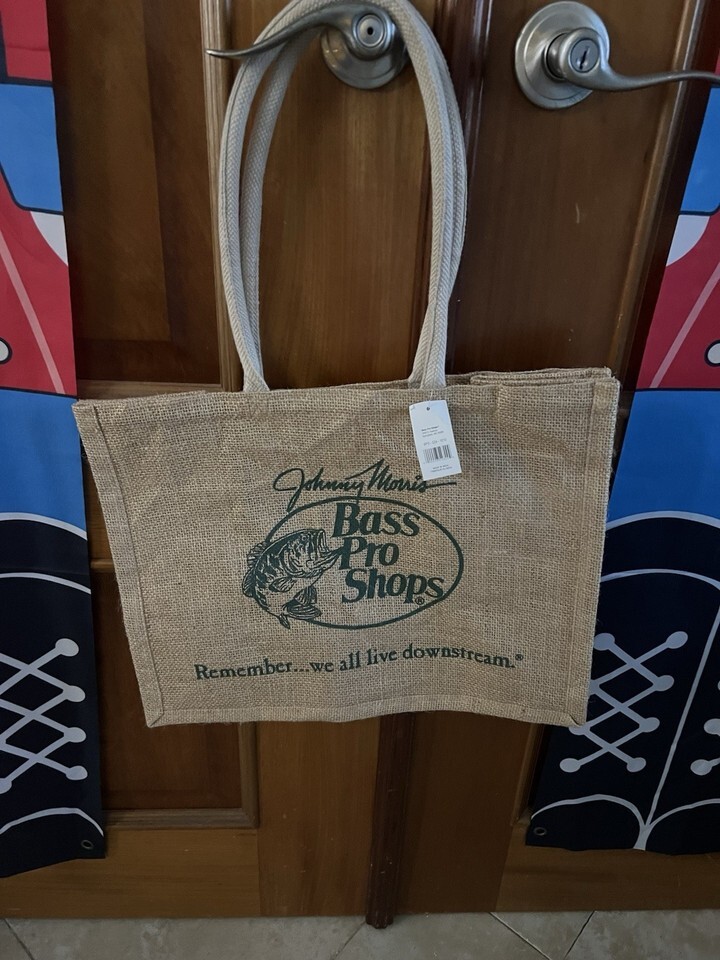 Johnny Morris
Bass
Pro
Shops®
Remember...we all live downstream.®